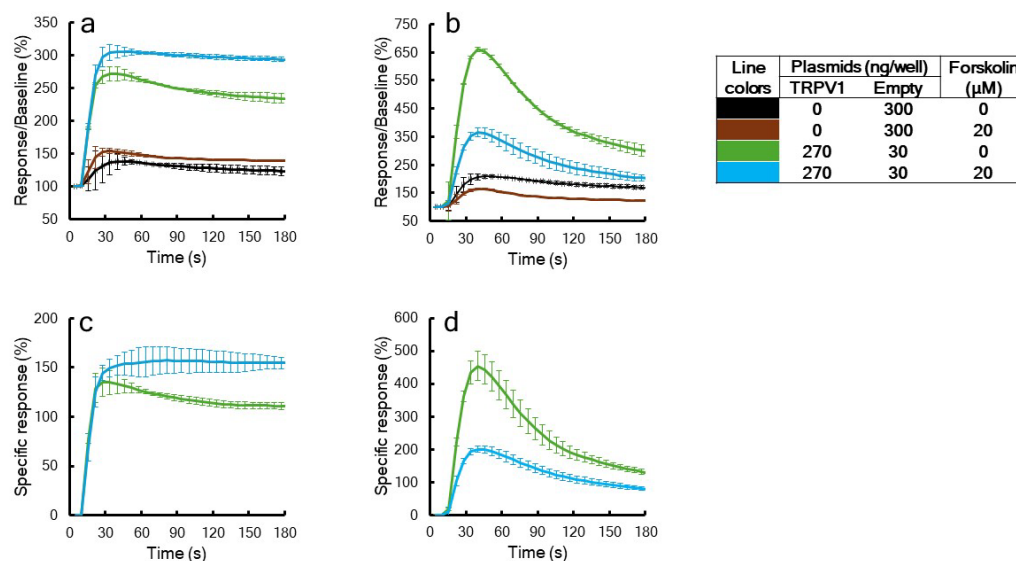 a
350
300
250
200
150
100
50
0 30 60 90 120 150 180
Response/Baseline (%)
Time (s)
b
650
550
450
350
250
150
50
0 30 60 90 120 150 180
Response/Baseline (%)
Time (s)
Line colors Plasmids (ng/well) Forskolin (µM)
TRPV1 Empty
0 300 0
0 300 20
270 30 0
270 30 20
c
200
150
100
50
0
0 30 60 90 120 150 180
Specific response (%)
Time (s)
d
600
500
400
300
200
100
0
0 30 60 90 120 150 180
Specific response (%)
Time (s)